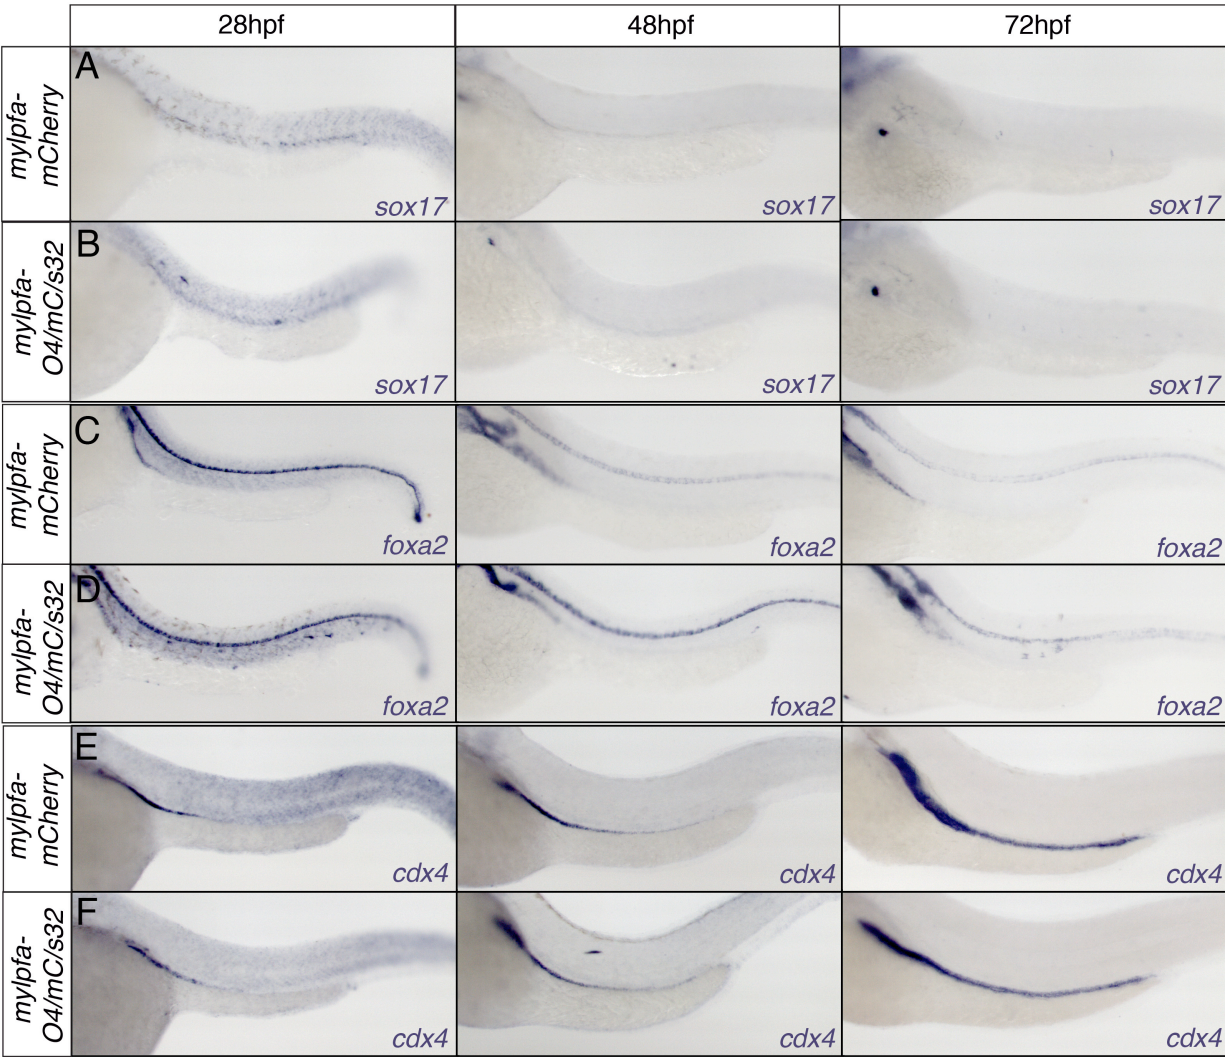 28hpf 48hpf 72hpf
mylpfa-
mCherry
A
sox17 sox17 sox17
mylpfa-
O4/mC/s32
B
sox17 sox17 sox17
mylpfa-
mCherry
C
foxa2 foxa2 foxa2
mylpfa-
O4/mC/s32
D
foxa2 foxa2 foxa2
mylpfa-
mCherry
E
cdx4 cdx4 cdx4
mylpfa-
O4/mC/s32
F
cdx4 cdx4 cdx4